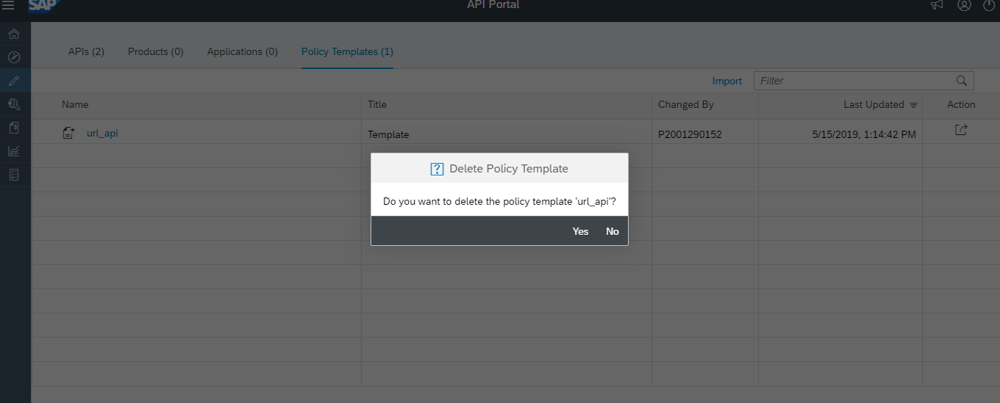 SAP
API Portal
APIs (2) Products (0) Applications (0) Policy Templates (1)
Import Filter
Name Title Changed By Last Updated Action
url_api Template P2001290152 5/15/2019, 1:14:42 PM
Delete Policy Template
Do you want to delete the policy template 'url_api'?
Yes No